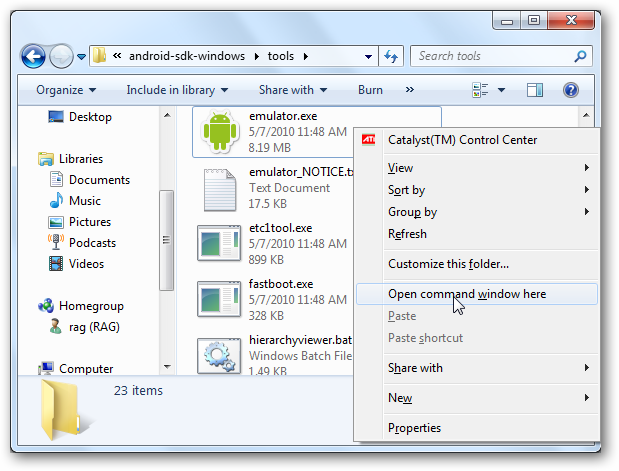 « android-sdk-windows ▸ tools ▸
Search tools
Organize
Include in library
Share with
Burn
»
Desktop
Libraries
Documents
Music
Pictures
Podcasts
Videos
Homegroup
rag (RAG)
Computer
emulator.exe
5/7/2010 11:48 AM
8.19 MB
emulator_NOTICE.tx
Text Document
17.5 KB
etc1tool.exe
5/7/2010 11:48 AM
899 KB
fastboot.exe
5/7/2010 11:48 AM
328 KB
hierarchyviewer.bat
Windows Batch File
1.49 KB
ATI
Catalyst(TM) Control Center
View
Sort by
Group by
Refresh
Customize this folder...
Open command window here
Paste
Paste shortcut
Share with
New
Properties
23 items